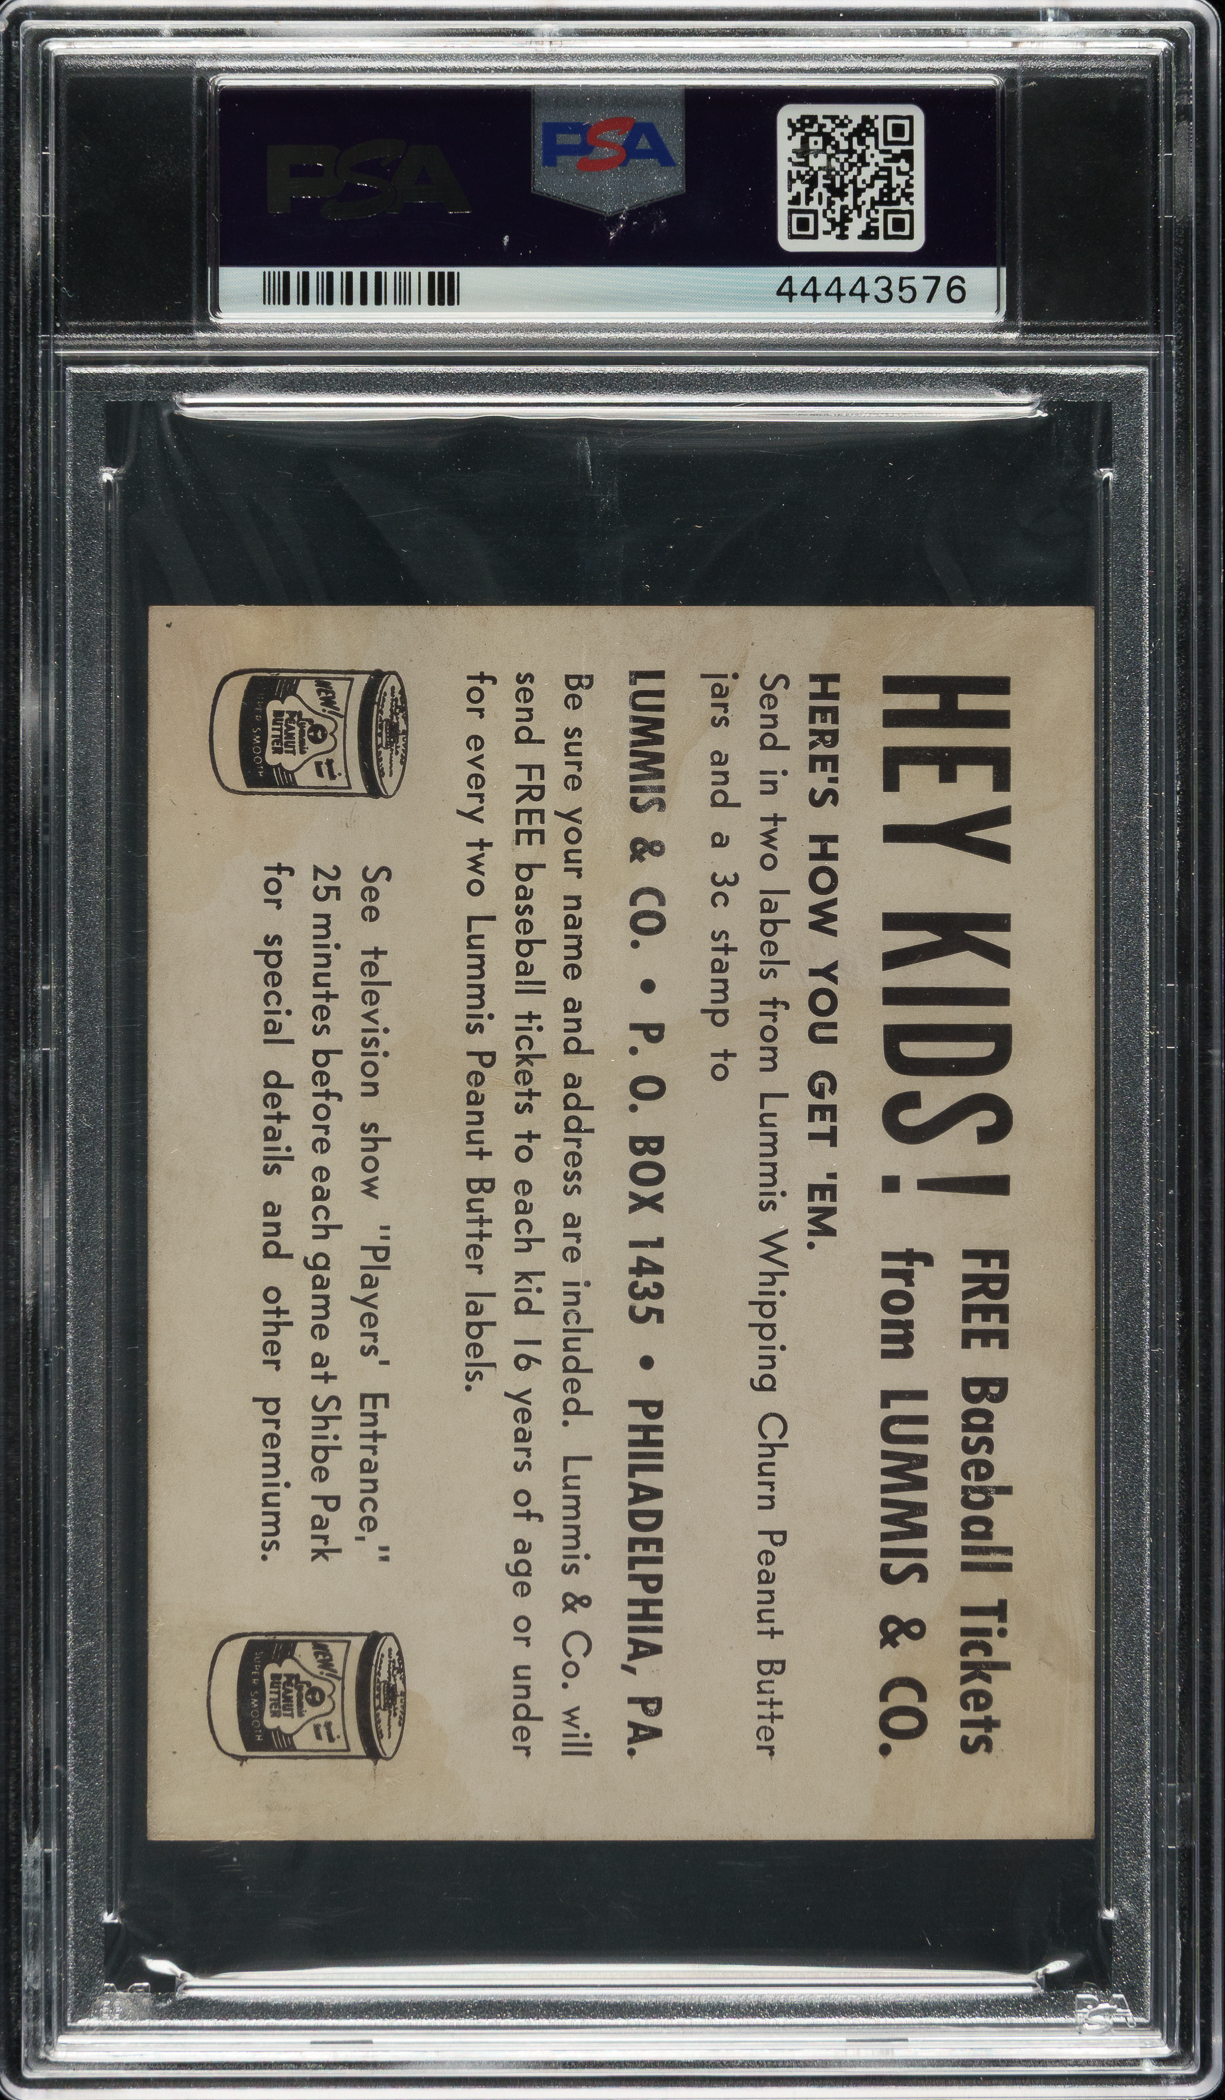 PSA
PSA
44443576
HEY KIDS!
FREE Baseball Tickets
from LUMMIS & CO.
HERE'S HOW YOU GET 'EM.
Send in two labels from Lummis Whipping Churn Peanut Butter
jars and a 3c stamp to
LUMMIS & CO. • P. O. BOX 1435 • PHILADELPHIA, PA.
Be sure your name and address are included. Lummis & Co. will
send FREE baseball tickets to each kid 16 years of age or under
for every two Lummis Peanut Butter labels.
See television show "Players' Entrance,"
25 minutes before each game at Shibe Park
for special details and other premiums.
NEW!
Lummis
PEANUT
BUTTER
SUPER SMOOTH
NEW!
Lummis
PEANUT
BUTTER
SUPER SMOOTH
PSA